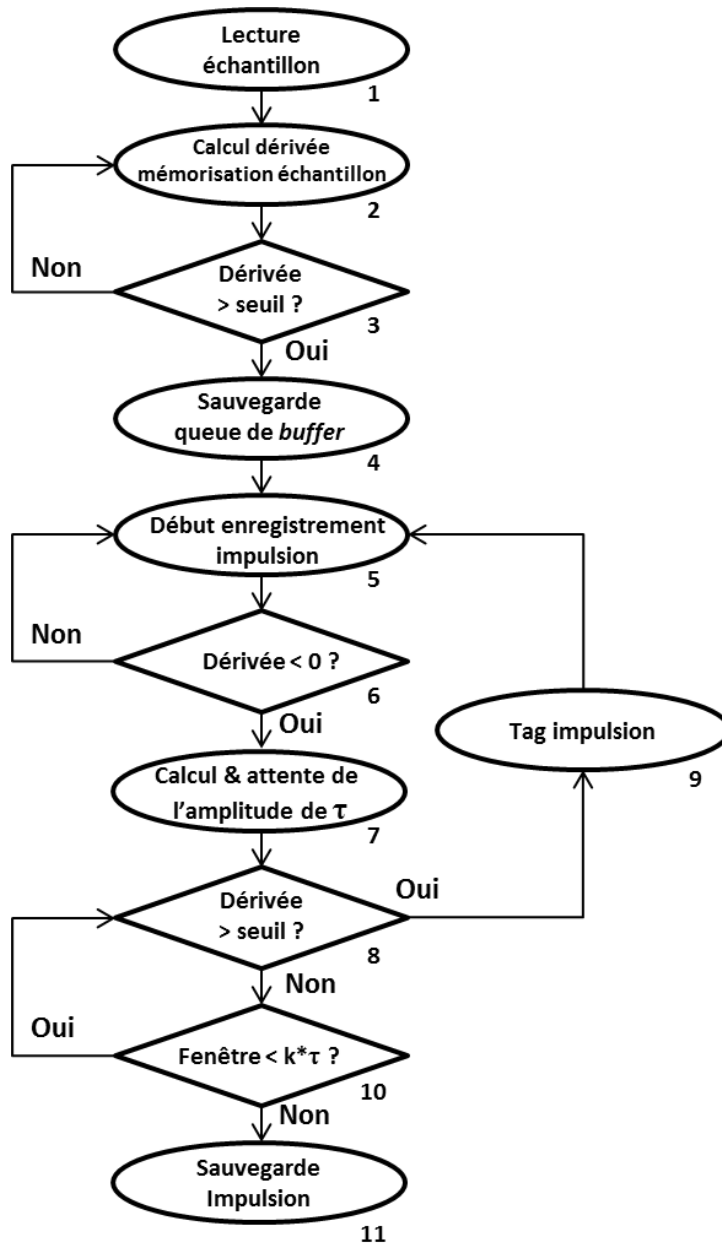 Lecture
échantillon
1
Calcul dérivée
mémorisation échantillon
2
Non
Dérivée
> seuil ?
3
Oui
Sauvegarde
queue de buffer
4
Début enregistrement
impulsion
5
Non
Dérivée < 0 ?
6
Oui
Tag impulsion
9
Calcul & attente de
l'amplitude de τ
7
Dérivée
> seuil ?
8
Oui
Non
Oui
Fenêtre < k*τ ?
10
Non
Sauvegarde
Impulsion
11